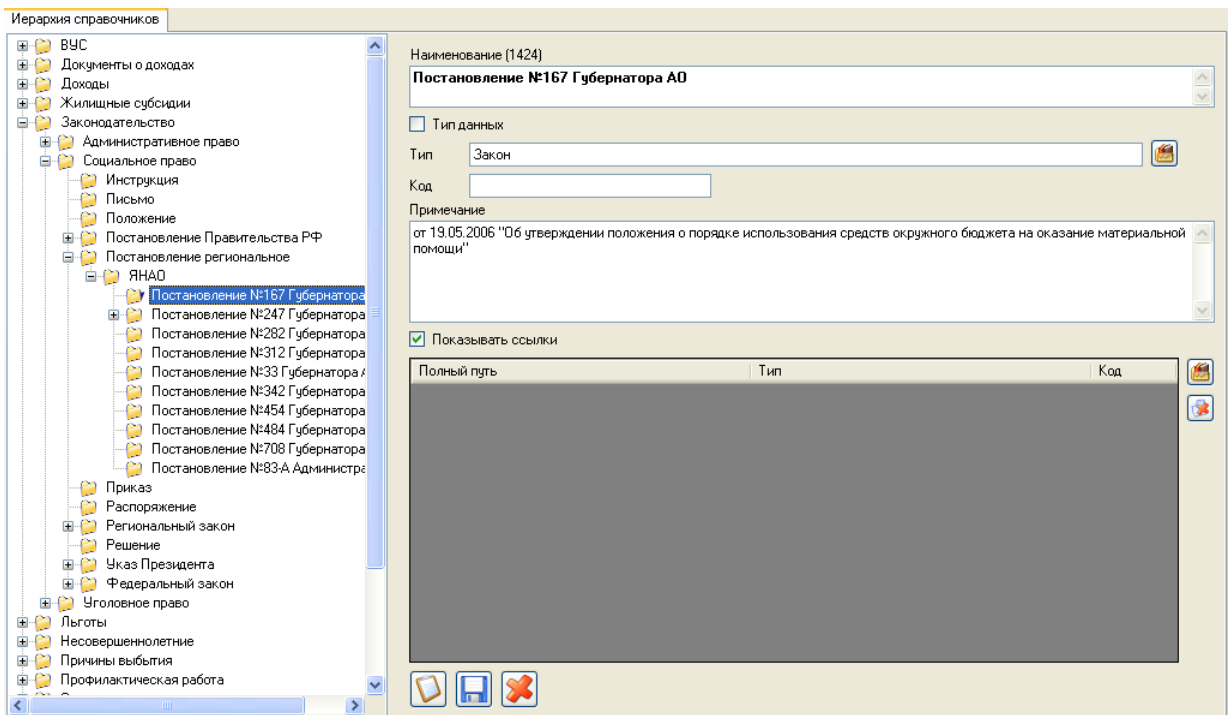 Иерархия справочников
ВУС
Документы о доходах
Доходы
Жилищные субсидии
Законодательство
Административное право
Социальное право
Инструкция
Письмо
Положение
Постановление Правительства РФ
Постановление региональное
ЯНАО
Постановление №167 Губернатора
Постановление №247 Губернатора
Постановление №282 Губернатора
Постановление №312 Губернатора
Постановление №33 Губернатора А
Постановление №342 Губернатора
Постановление №454 Губернатора
Постановление №484 Губернатора
Постановление №708 Губернатора
Постановление №83-А Администра
Приказ
Распоряжение
Региональный закон
Решение
Указ Президента
Федеральный закон
Уголовное право
Льготы
Несовершеннолетние
Причины выбытия
Профилактическая работа
Наименование (1424)
Постановление №167 Губернатора АО
Тип данных
Тип Закон
Код
Примечание
от 19.05.2006 "Об утверждении положения о порядке использования средств окружного бюджета на оказание материальной
помощи"
Показывать ссылки
Полный путь Тип Код